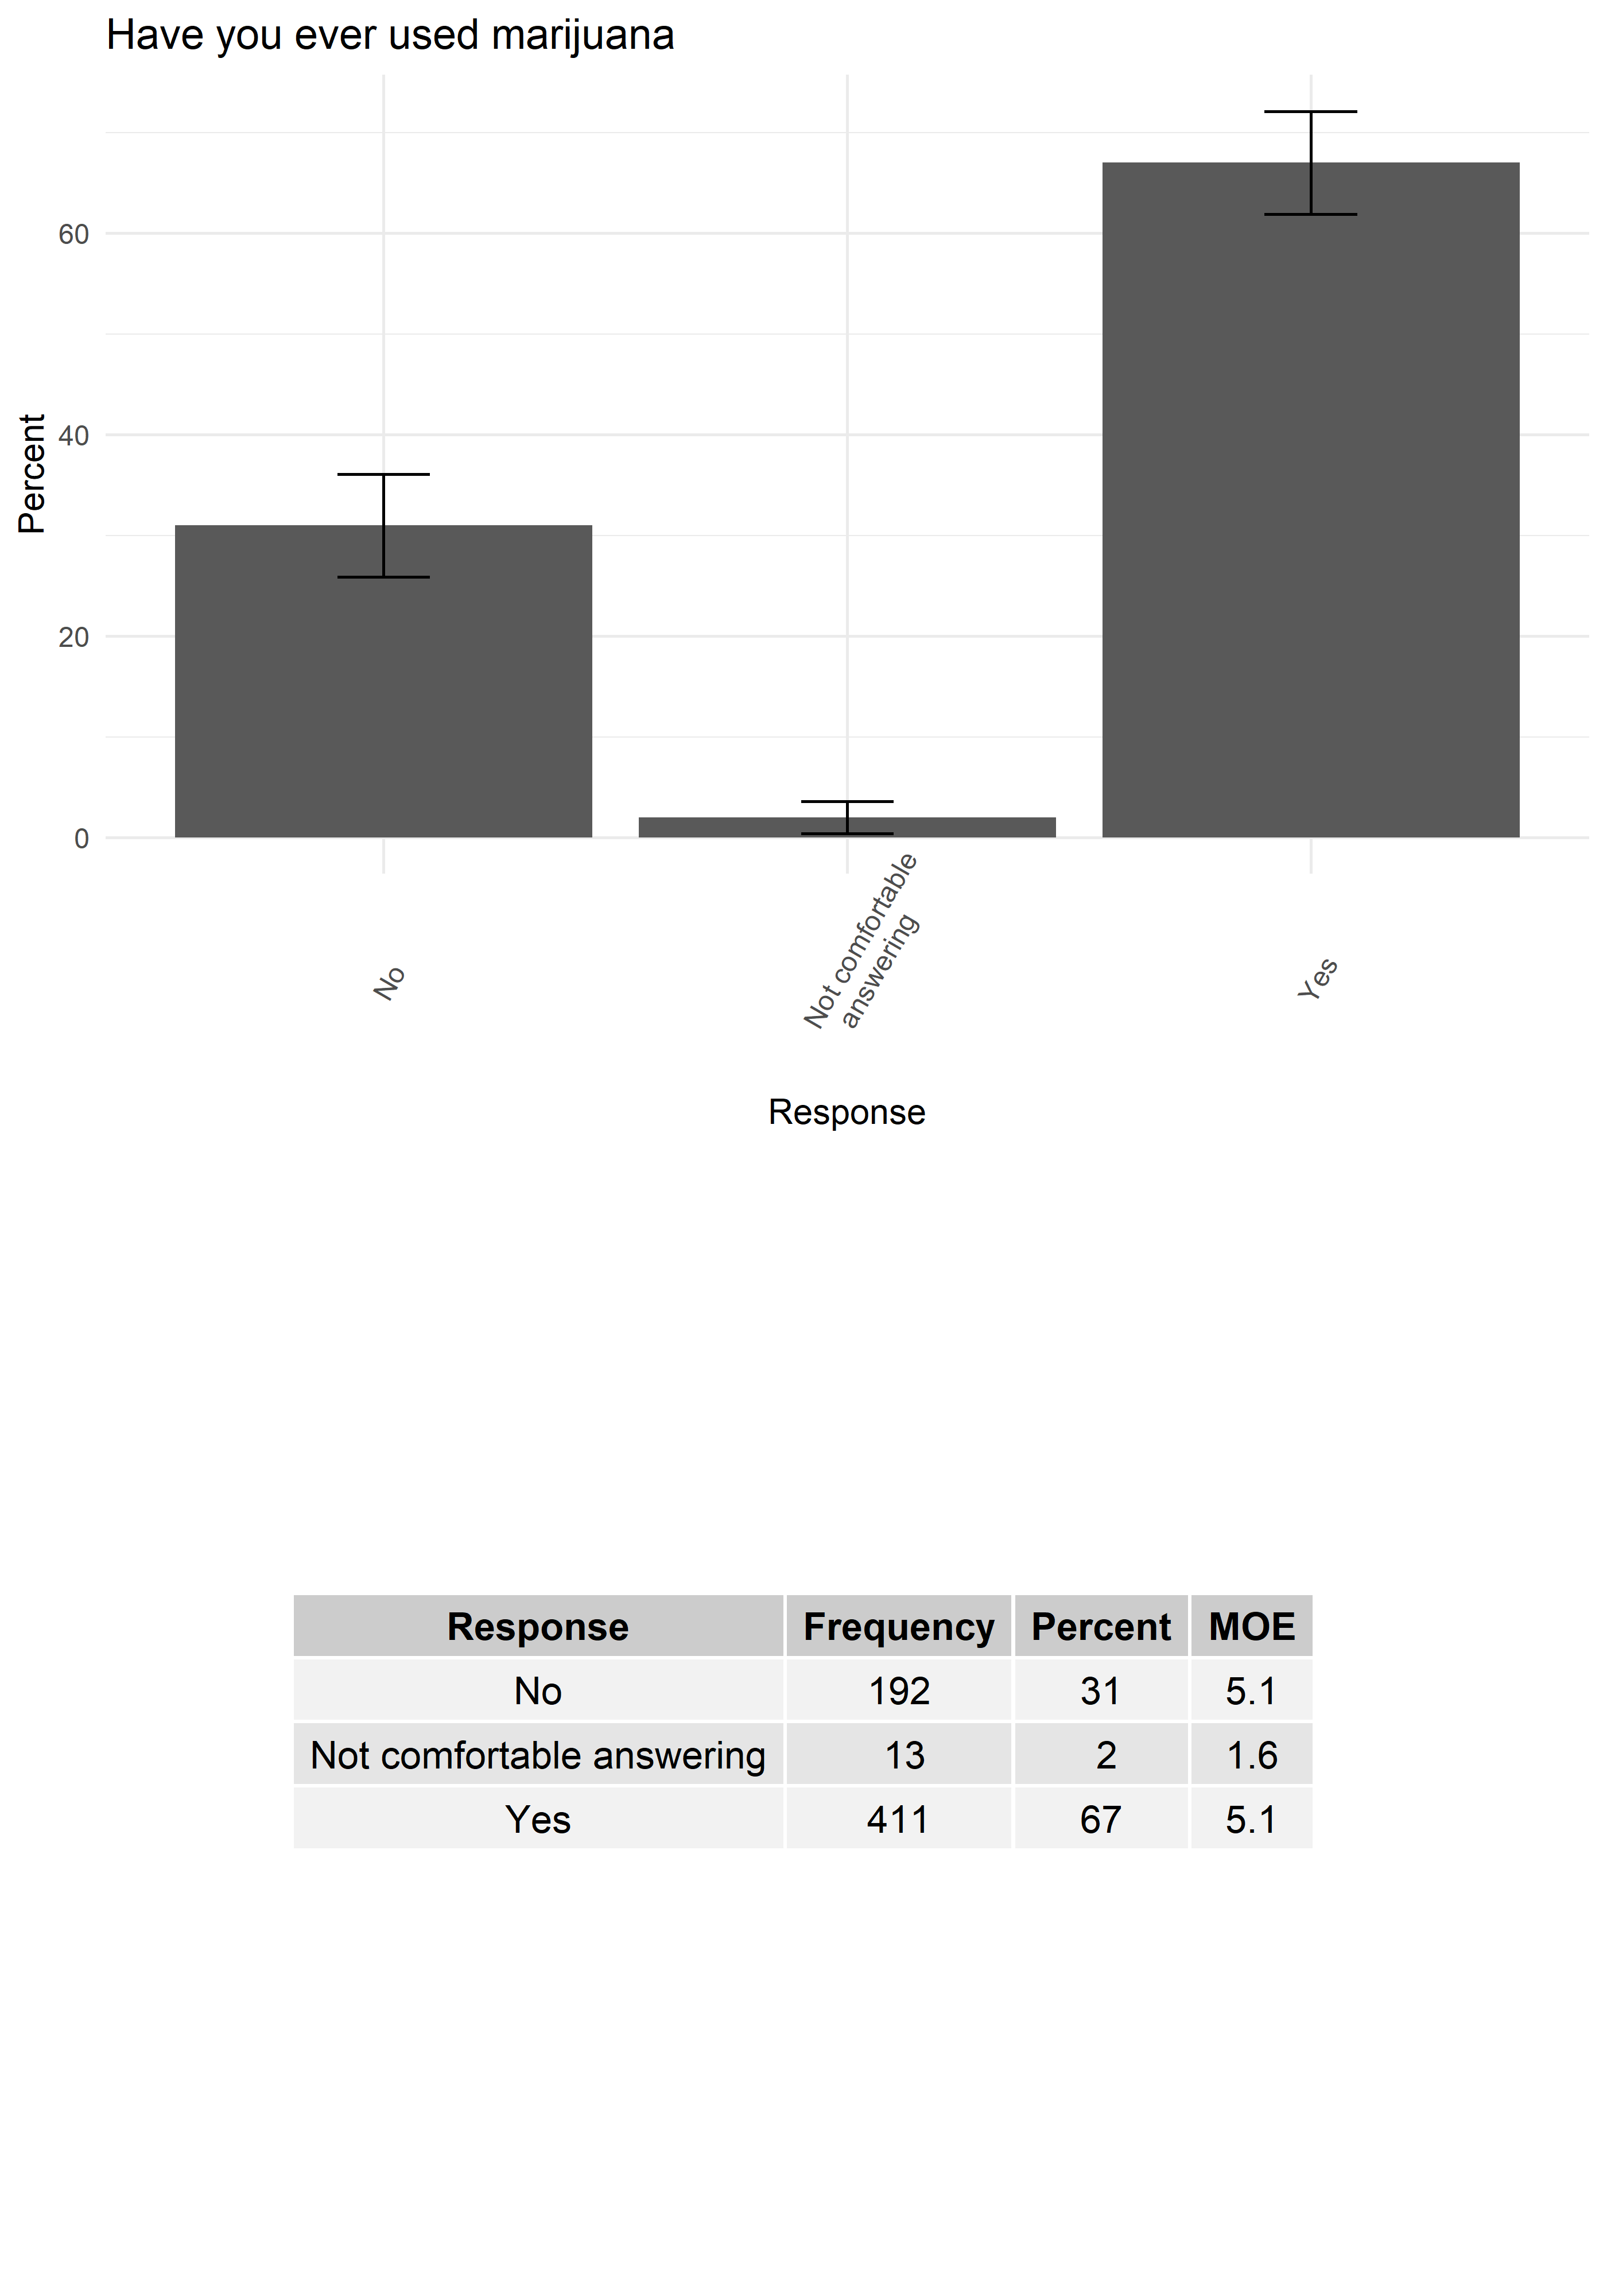 Have you ever used marijuana
Percent
60
40
20
0
No
Not comfortable
answering
Yes
Response
Response Frequency Percent MOE
No 192 31 5.1
Not comfortable answering 13 2 1.6
Yes 411 67 5.1